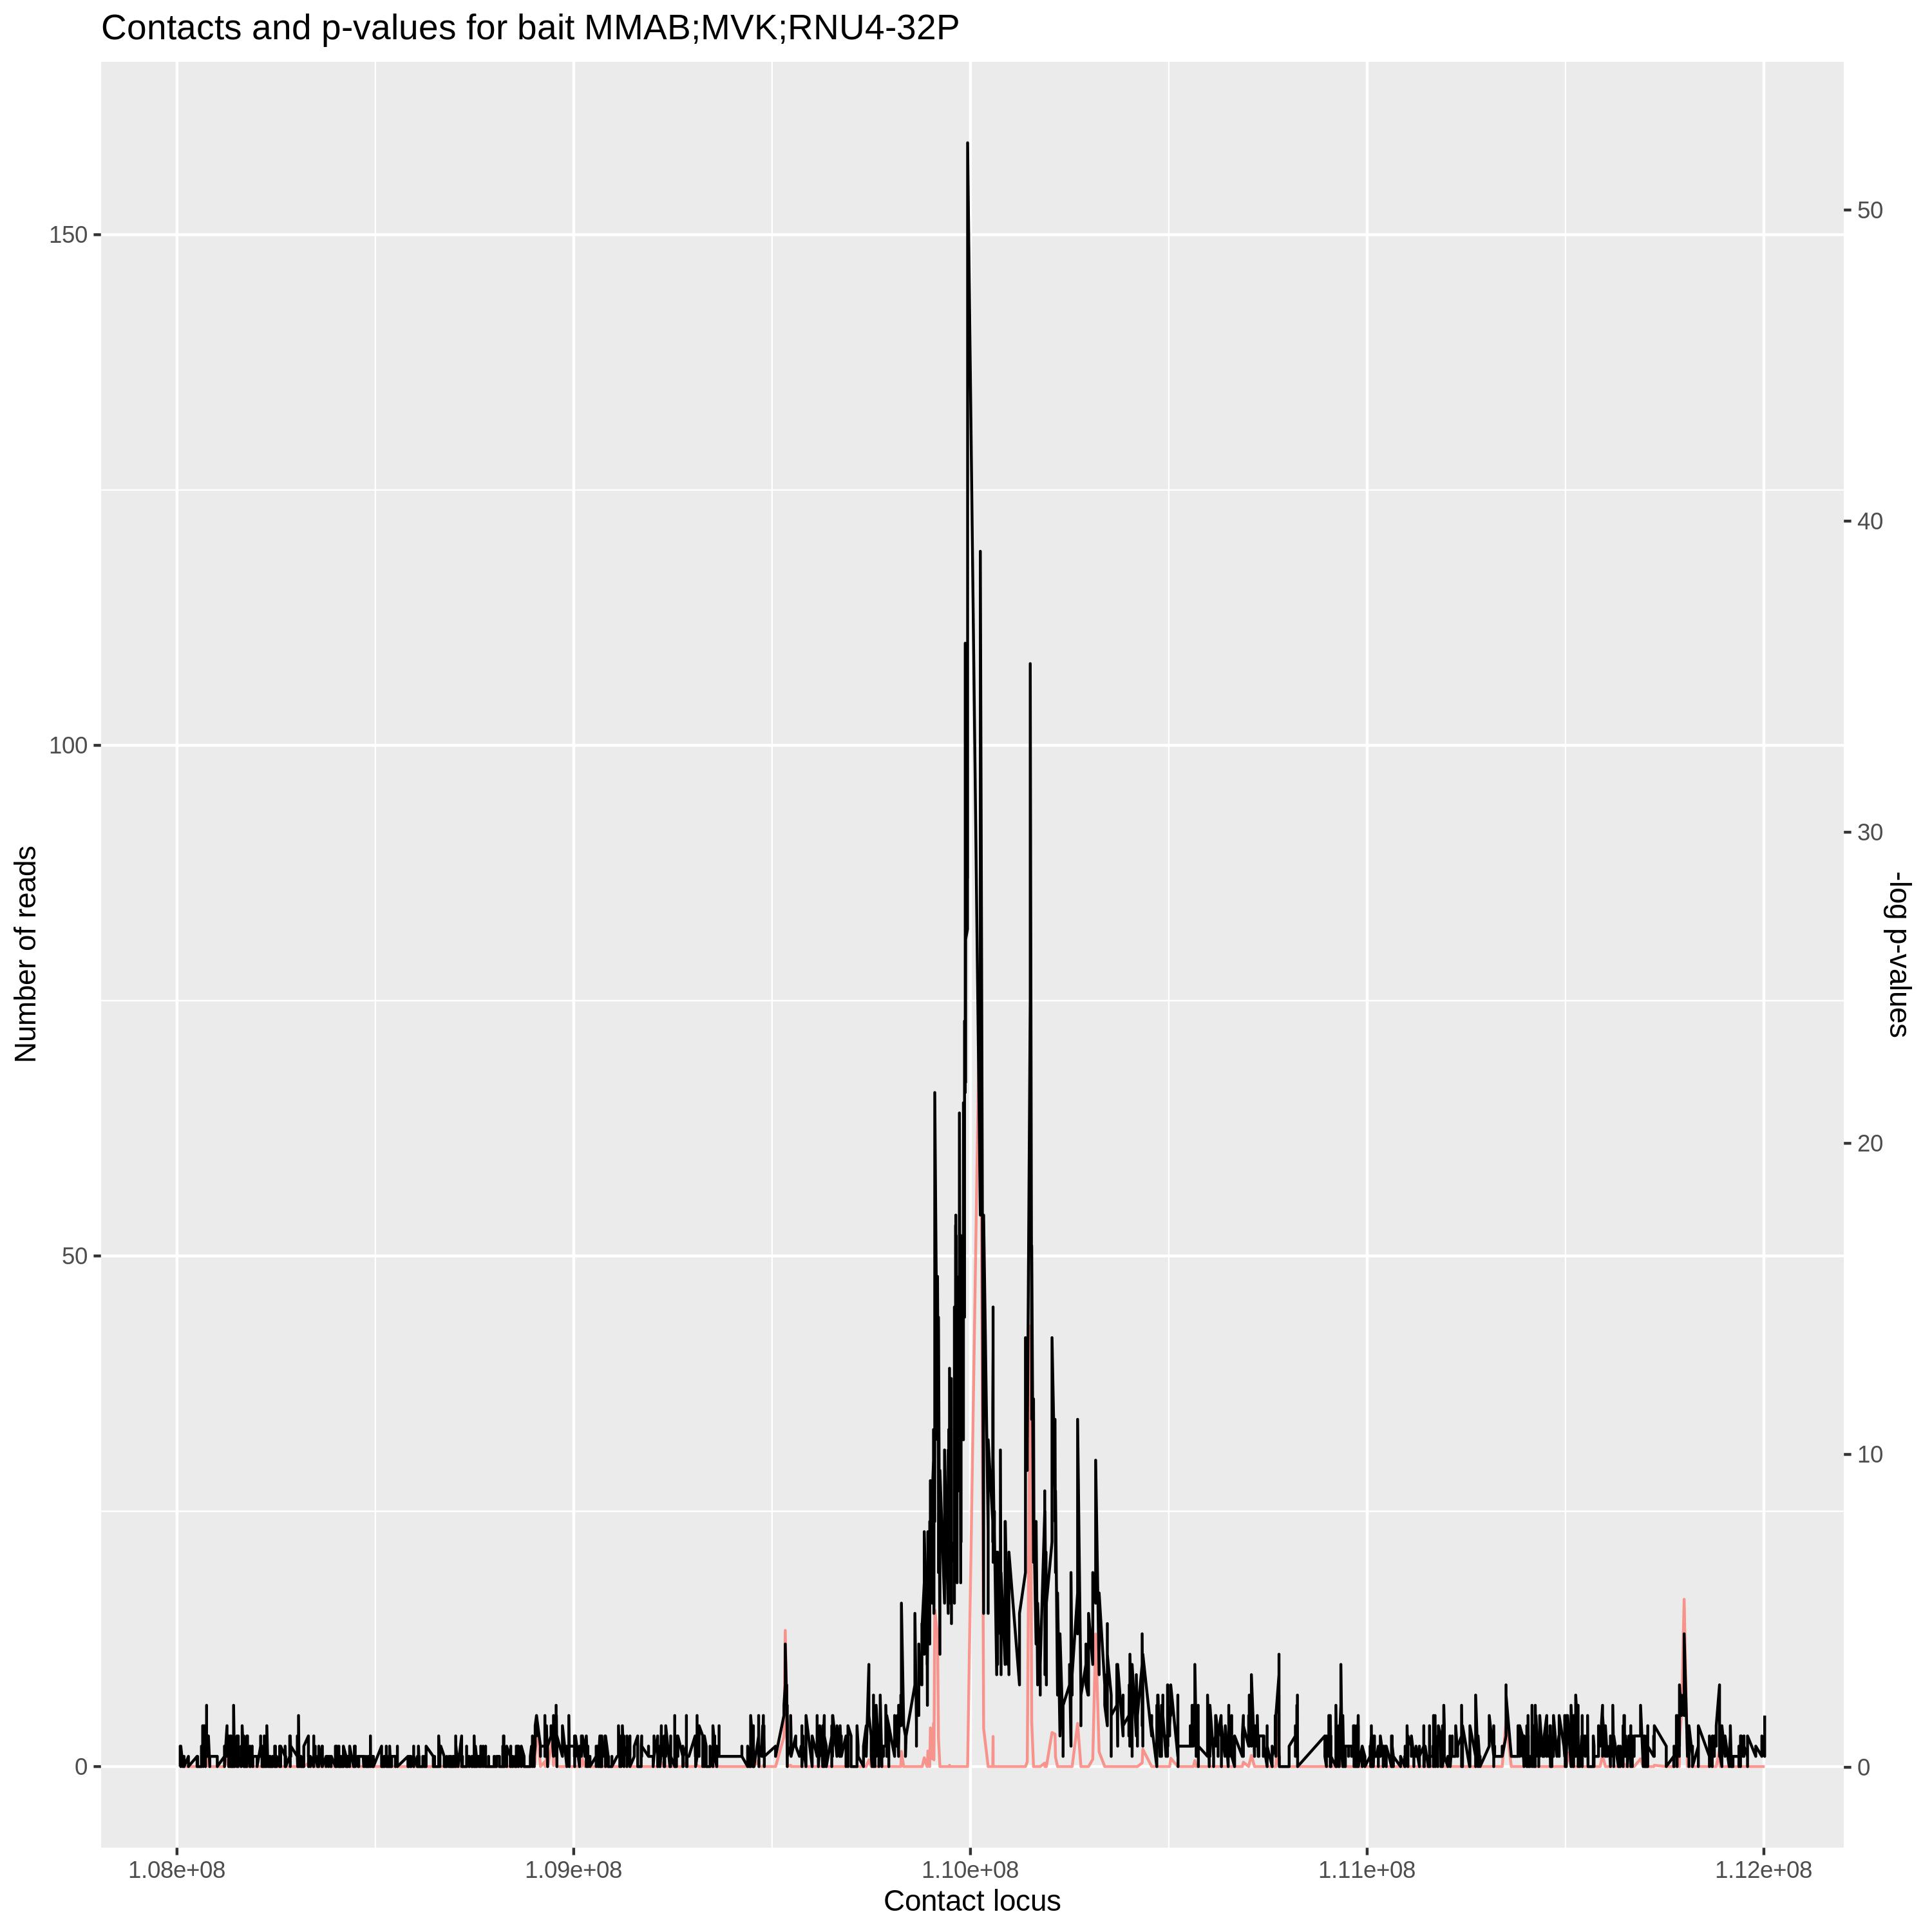 Contacts and p-values for bait MMAB;MVK;RNU4-32P
150
100
50
0
Number of reads
50
40
30
20
10
0
-log p-values
1.08e+08
1.09e+08
1.10e+08
1.11e+08
1.12e+08
Contact locus